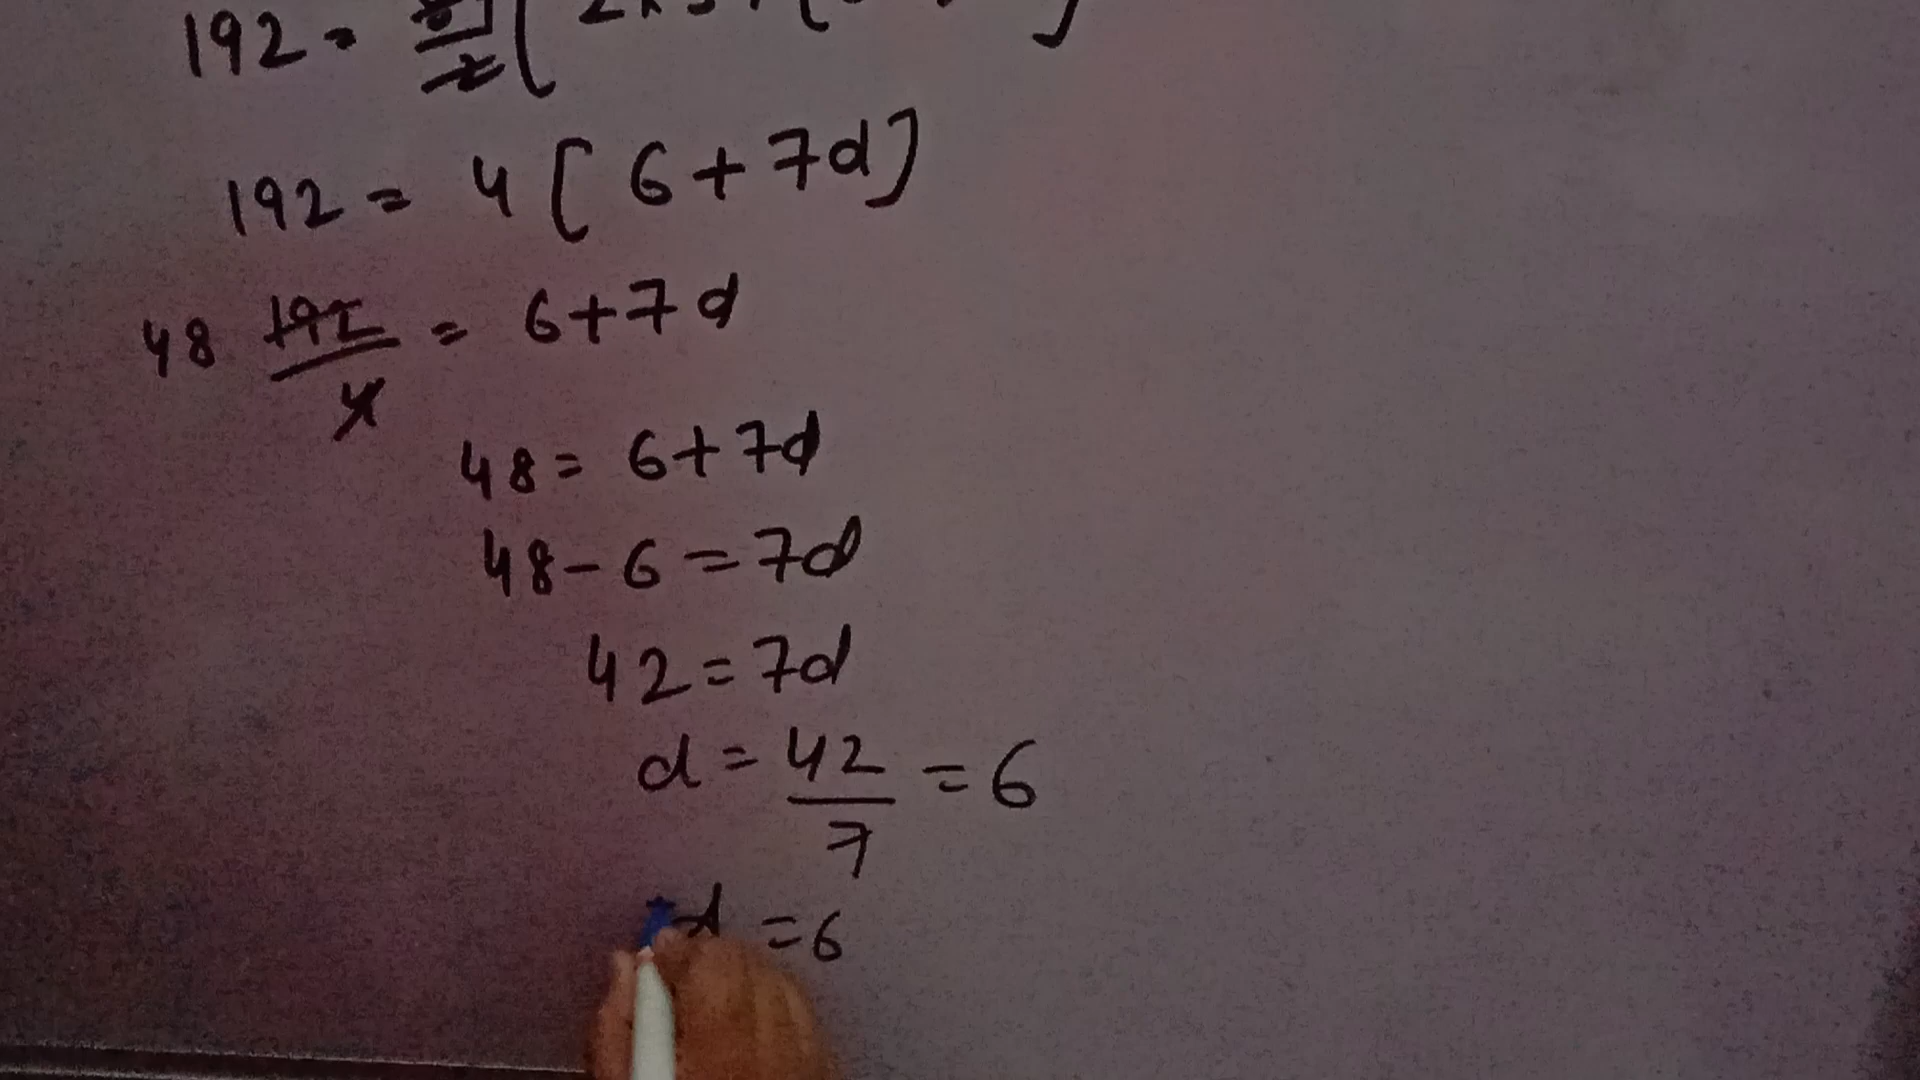 192 =
192 = 4 [ 6 + 7d ]
48 192/4 = 6 + 7d
48 = 6 + 7d
48 - 6 = 7d
42 = 7d
d = 42/7 = 6
d = 6